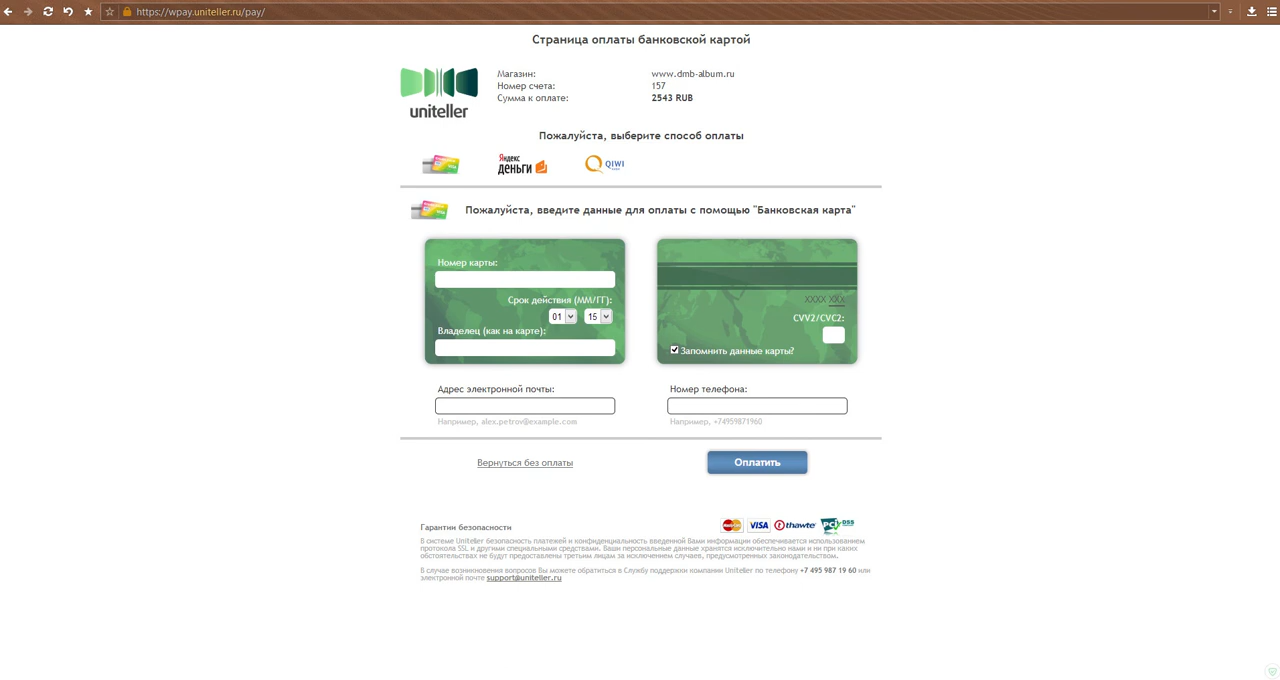 https://wpay.uniteller.ru/pay/
Страница оплаты банковской картой
uniteller
Магазин: www.dmb-album.ru
Номер счета: 157
Сумма к оплате: 2543 RUB
Пожалуйста, выберите способ оплаты
VISA
Яндекс
деньги
QIWI
VISA
Пожалуйста, введите данные для оплаты с помощью "Банковская карта"
Номер карты:
Срок действия (ММ/ГГ):
01 15
Владелец (как на карте):
XXXX XXX
CVV2/CVC2:
Запомнить данные карты?
Адрес электронной почты:
Например, alex.petrov@example.com
Номер телефона:
Например, +74959871960
Вернуться без оплаты
Оплатить
Гарантии безопасности
MasterCard VISA thawte PCI DSS
В системе Uniteller безопасность платежей и конфиденциальность введенной Вами информации обеспечивается использованием
протокола SSL и другими специальными средствами. Ваши персональные данные хранятся исключительно нами и ни при каких
обстоятельствах не будут предоставлены третьим лицам за исключением случаев, предусмотренных законодательством.
В случае возникновения вопросов Вы можете обратиться в Службу поддержки компании Uniteller по телефону +7 495 987 19 60 или
электронной почте support@uniteller.ru